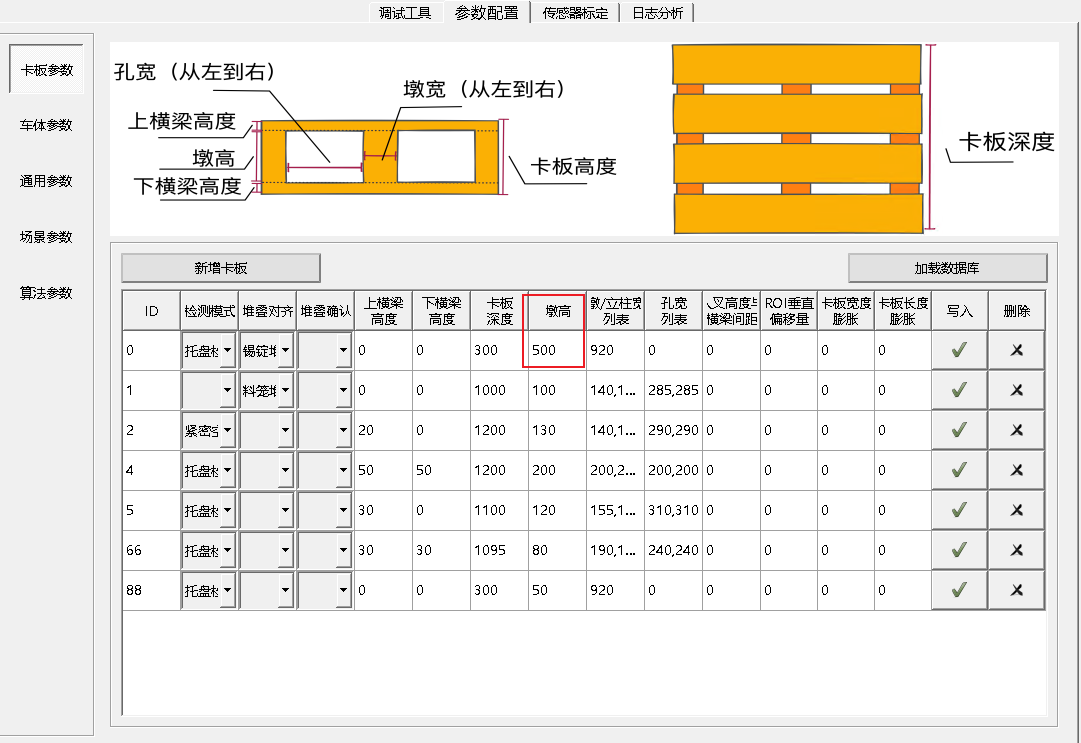 调试工具 参数配置 传感器标定 日志分析
卡板参数
车体参数
通用参数
场景参数
算法参数
孔宽（从左到右）
墩宽（从左到右）
上横梁高度
墩高
下横梁高度
卡板高度
卡板深度
新增卡板 加载数据库
ID 检测模式 堆叠对齐 堆叠确认 上横梁高度 下横梁高度 卡板深度 墩高 /立柱宽列表 孔宽列表 叉高度与横梁间距 ROI垂直偏移量 卡板宽度膨胀 卡板长度膨胀 写入 删除
0 托盘检 锡锭堆 0 0 300 500 920 0 0 0 0 0
1 料笼堆 0 0 1000 100 140,1... 285,285 0 0 0 0
2 紧密 20 0 1200 130 140,1... 290,290 0 0 0 0
4 托盘检 50 50 1200 200 200,2... 200,200 0 0 0 0
5 托盘检 30 0 1100 120 155,1... 310,310 0 0 0 0
66 托盘检 30 30 1095 80 190,1... 240,240 0 0 0 0
88 托盘检 0 0 300 50 920 0 0 0 0 0